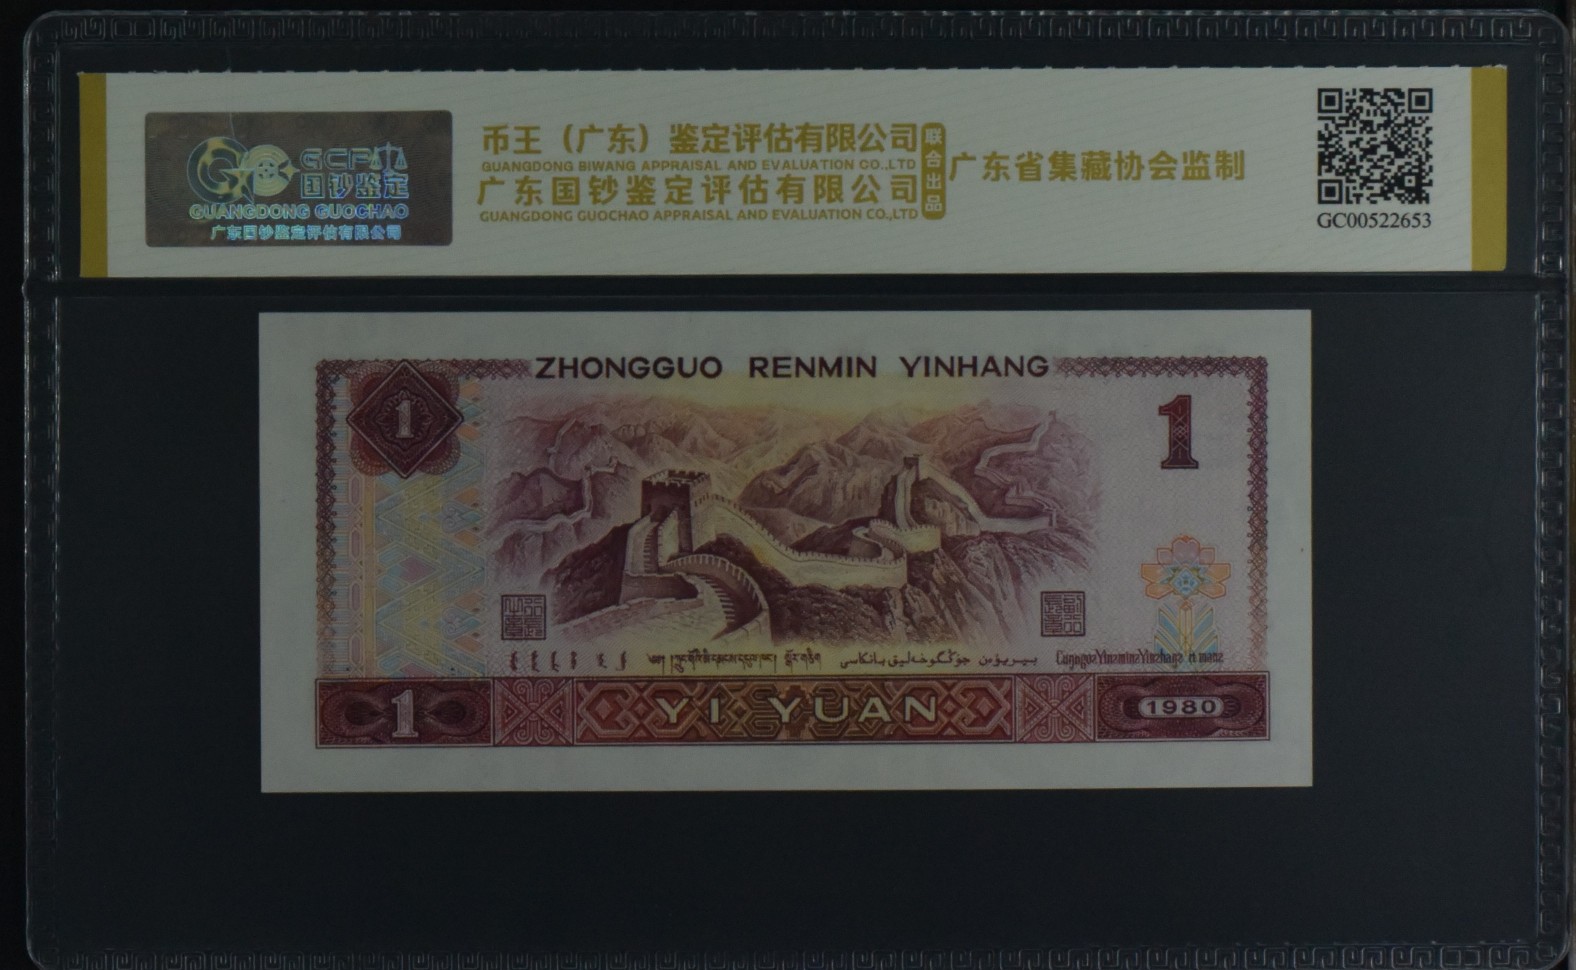 GCPA
国钞鉴定
GUANGDONG GUOCHAO
广东国钞鉴定评估有限公司
币王（广东）鉴定评估有限公司
GUANGDONG BIWANG APPRAISAL AND EVALUATION CO.,LTD
广东国钞鉴定评估有限公司
GUANGDONG GUOCHAO APPRAISAL AND EVALUATION CO.,LTD
联合出品
广东省集藏协会监制
GC00522653
ZHONGGUO RENMIN YINHANG
1
1
1
YI YUAN
1980